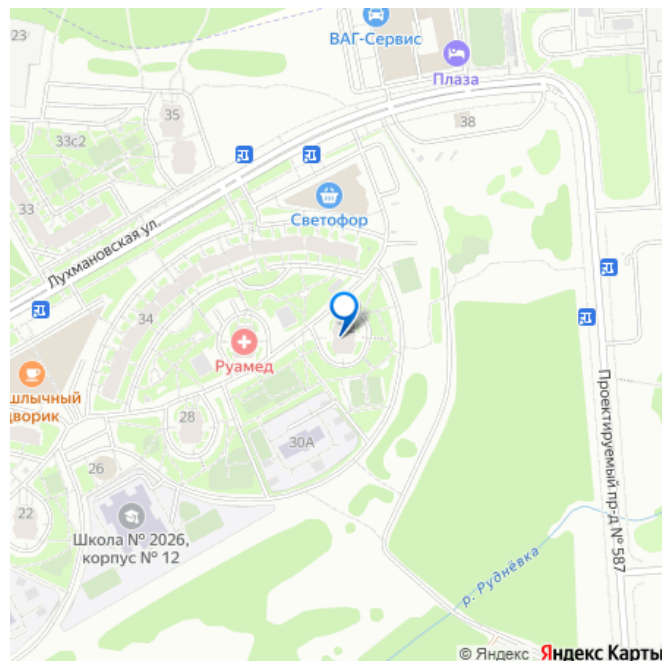 23
ВАГ-Сервис
Плаза
35
38
33с2
33
Светофор
Лухмановская ул.
34
Руамед
шлычный
дворик
28
30А
26
22
Школа № 2026,
корпус № 12
Проектируемый пр-д № 587
р. Руднёвка
© Яндекс Яндекс Карты